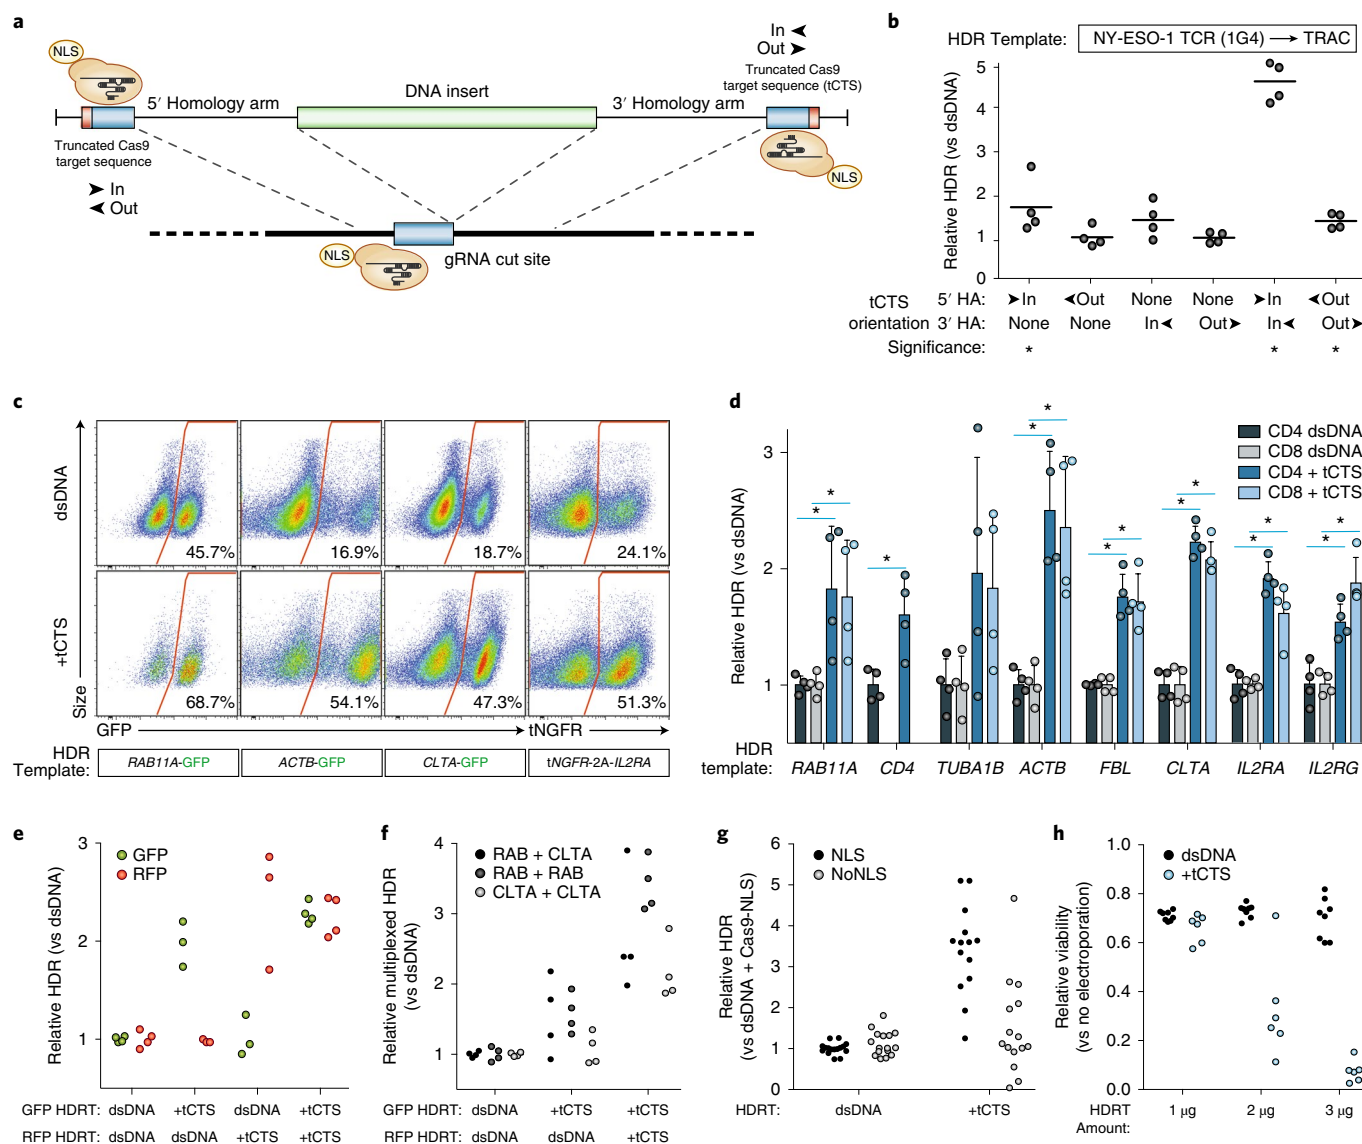 a
NLS
5′ Homology arm
DNA insert
3′ Homology arm
In
Out
Truncated Cas9
target sequence (tCTS)
Truncated Cas9
target sequence
In
Out
NLS
NLS
gRNA cut site
b
HDR Template:
NY-ESO-1 TCR (1G4) → TRAC
Relative HDR (vs dsDNA)
5
4
3
2
1
0
tCTS 5′ HA: ➤In ➤Out None None ➤In ➤Out
orientation 3′ HA: None None In➤ Out➤ In➤ Out➤
Significance: * * *
c
dsDNA
45.7% 16.9% 18.7% 24.1%
+tCTS
68.7% 54.1% 47.3% 51.3%
Size
GFP tNGFR
HDR
Template:
RAB11A-GFP ACTB-GFP CLTA-GFP tNGFR-2A-IL2RA
d
CD4 dsDNA
CD8 dsDNA
CD4 + tCTS
CD8 + tCTS
Relative HDR (vs dsDNA)
3
2
1
* * * * * * * * * * * * *
HDR
template: RAB11A CD4 TUBA1B ACTB FBL CLTA IL2RA IL2RG
e
GFP
RFP
Relative HDR (vs dsDNA)
3
2
1
GFP HDRT: dsDNA +tCTS dsDNA +tCTS
RFP HDRT: dsDNA dsDNA +tCTS +tCTS
f
RAB + CLTA
RAB + RAB
CLTA + CLTA
Relative multiplexed HDR
(vs dsDNA)
4
3
2
1
GFP HDRT: dsDNA +tCTS +tCTS
RFP HDRT: dsDNA dsDNA +tCTS
g
NLS
NoNLS
Relative HDR
(vs dsDNA + Cas9-NLS)
6
5
4
3
2
1
0
HDRT: dsDNA +tCTS
h
dsDNA
+tCTS
Relative viability
(vs no electroporation)
1.0
0.8
0.6
0.4
0.2
0.0
HDRT
Amount:
1 μg 2 μg 3 μg